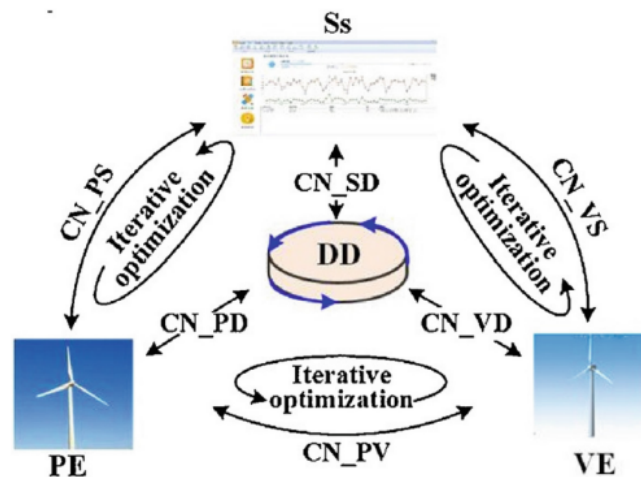 Ss
CN_PS
Iterative
optimization
CN_SD
Iterative
optimization
CN_VS
DD
CN_PD
CN_VD
Iterative
optimization
PE
CN_PV
VE